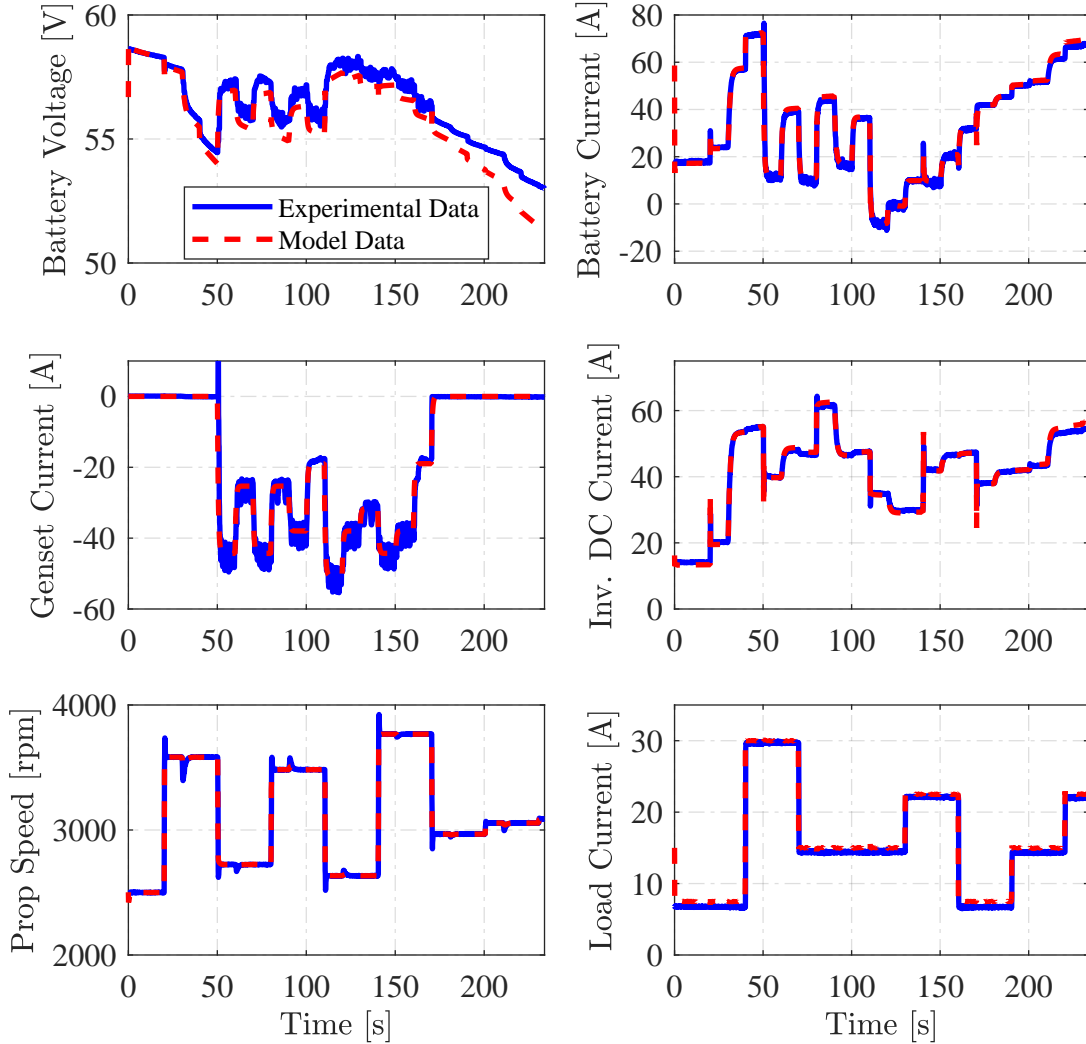 Battery Voltage [V]
60
55
50
0 50 100 150 200
Experimental Data
Model Data
Battery Current [A]
80
60
40
20
0
-20
0 50 100 150 200
Genset Current [A]
0
-20
-40
-60
0 50 100 150 200
Inv. DC Current [A]
60
40
20
0
0 50 100 150 200
Prop Speed [rpm]
4000
3000
2000
0 50 100 150 200
Time [s]
Load Current [A]
30
20
10
0
0 50 100 150 200
Time [s]